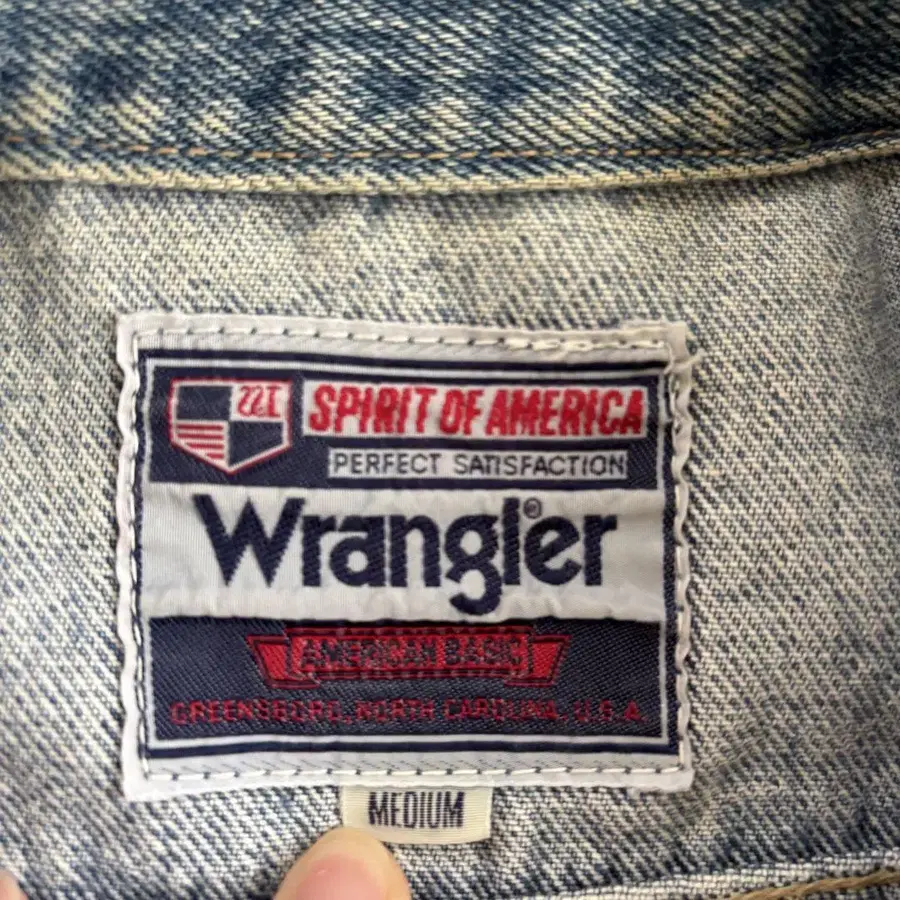 SPIRIT OF AMERICA
PERFECT SATISFACTION
Wrangler®
AMERICAN BASIC
GREENSBORO, NORTH CAROLINA, U.S.A.
MEDIUM